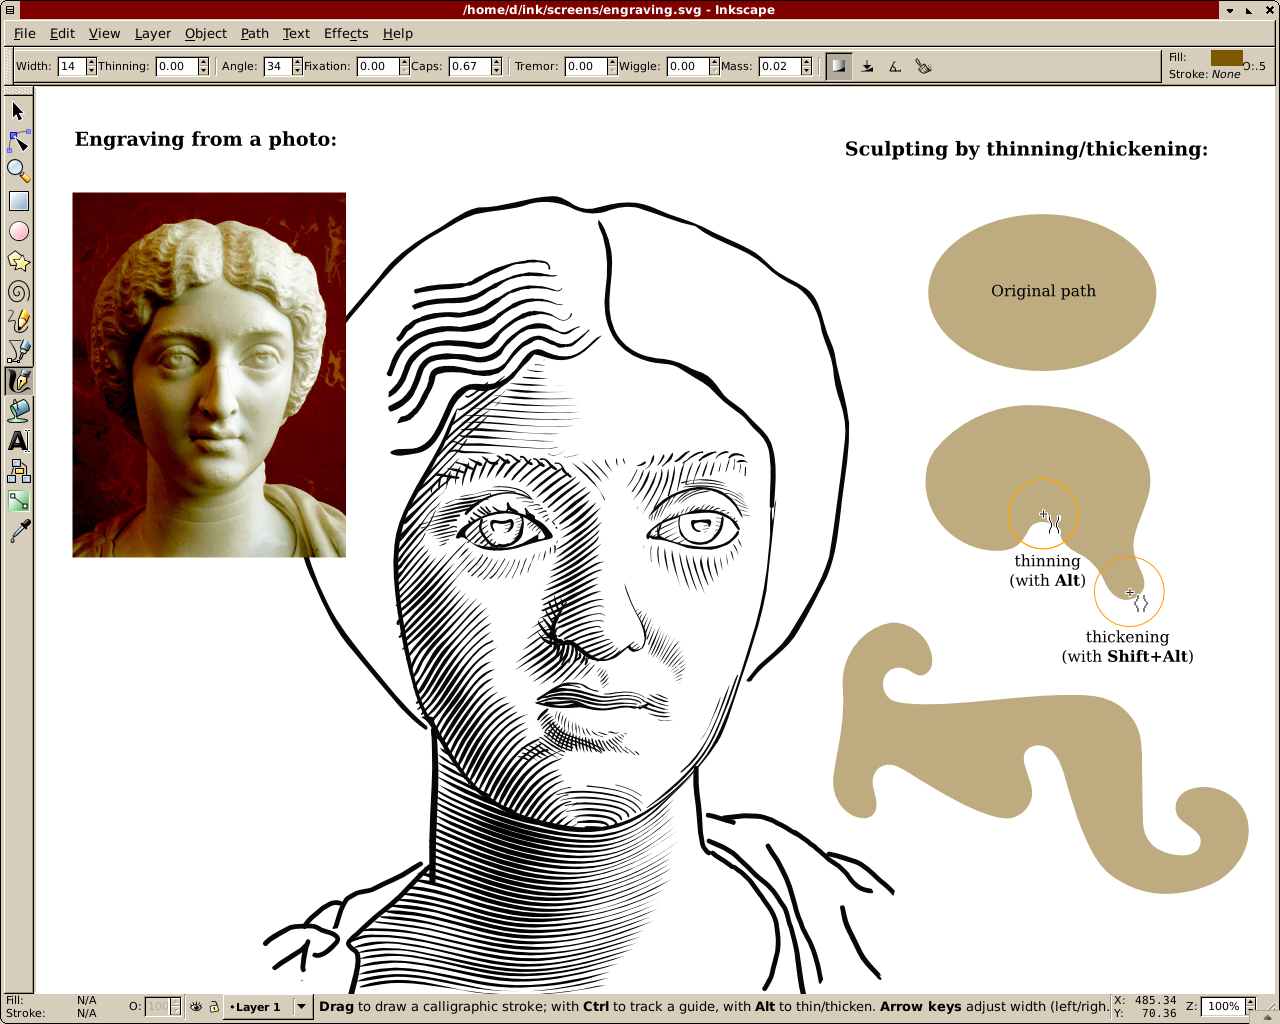 /home/d/ink/screens/engraving.svg - Inkscape
File Edit View Layer Object Path Text Effects Help
Width: 14 Thinning: 0.00 Angle: 34 Fixation: 0.00 Caps: 0.67 Tremor: 0.00 Wiggle: 0.00 Mass: 0.02
Fill: O:.5
Stroke: None
Engraving from a photo:
Sculpting by thinning/thickening:
Original path
thinning
(with Alt)
thickening
(with Shift+Alt)
A
Fill: N/A
Stroke: N/A
O: 100
•Layer 1
Drag to draw a calligraphic stroke; with Ctrl to track a guide, with Alt to thin/thicken. Arrow keys adjust width (left/righ.
X: 485.34
Y: 70.36
Z: 100%